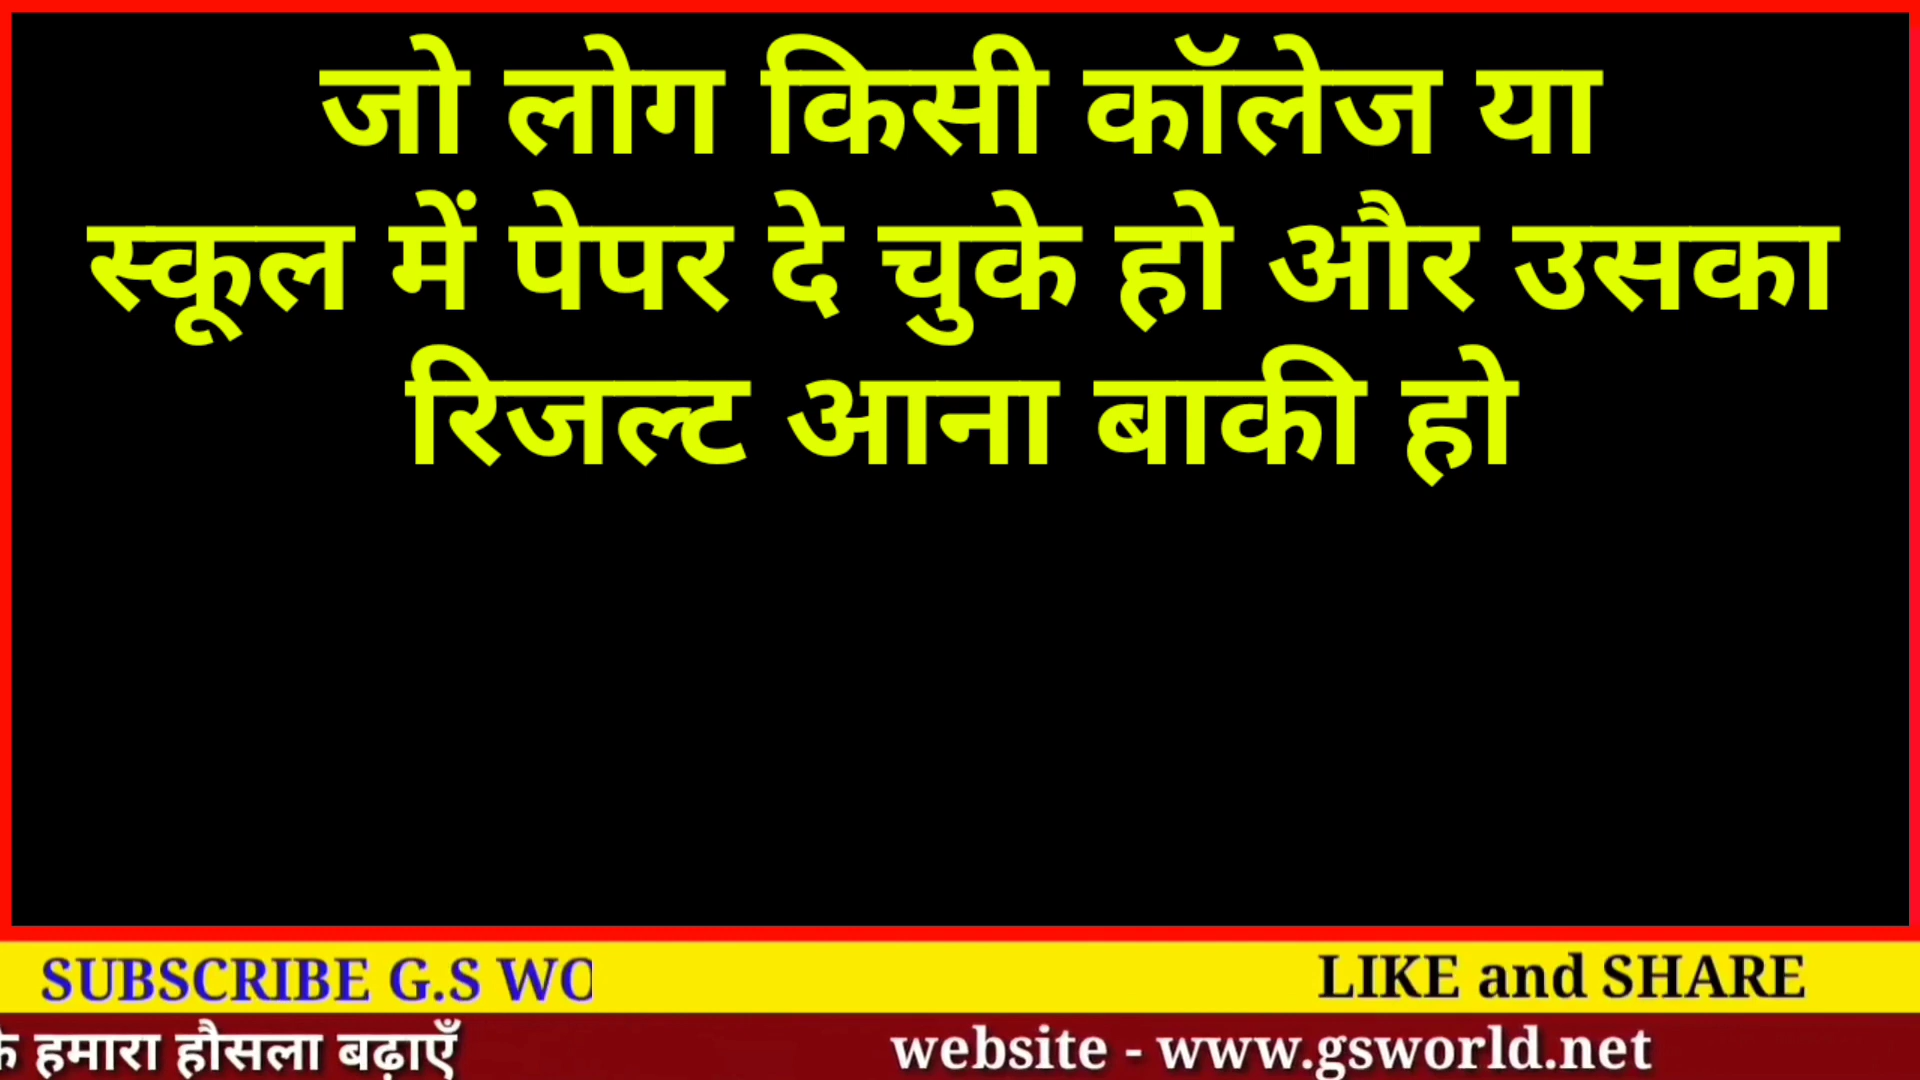 जो लोग किसी कॉलेज या
स्कूल में पेपर दे चुके हो और उसका
रिजल्ट आना बाकी हो
SUBSCRIBE G.S WO
LIKE and SHARE
हमारा हौसला बढ़ाएँ
website - www.gsworld.net